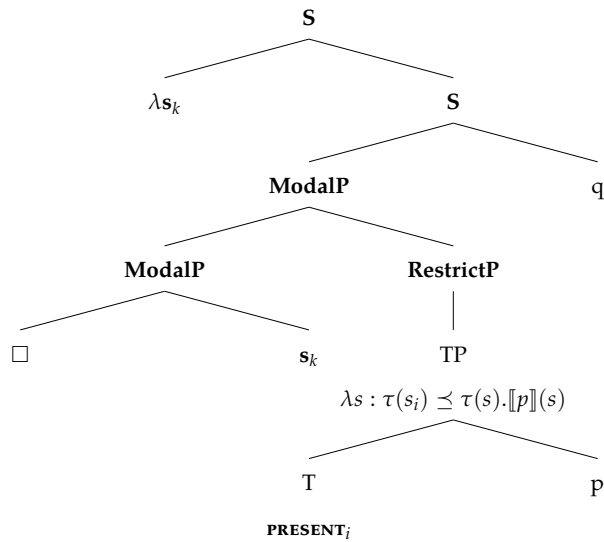 S
λs_k S
ModalP q
ModalP RestrictP
□ s_k TP
λs : τ(s_i) ⪯ τ(s).⟦p⟧(s)
T p
PRESENT_i